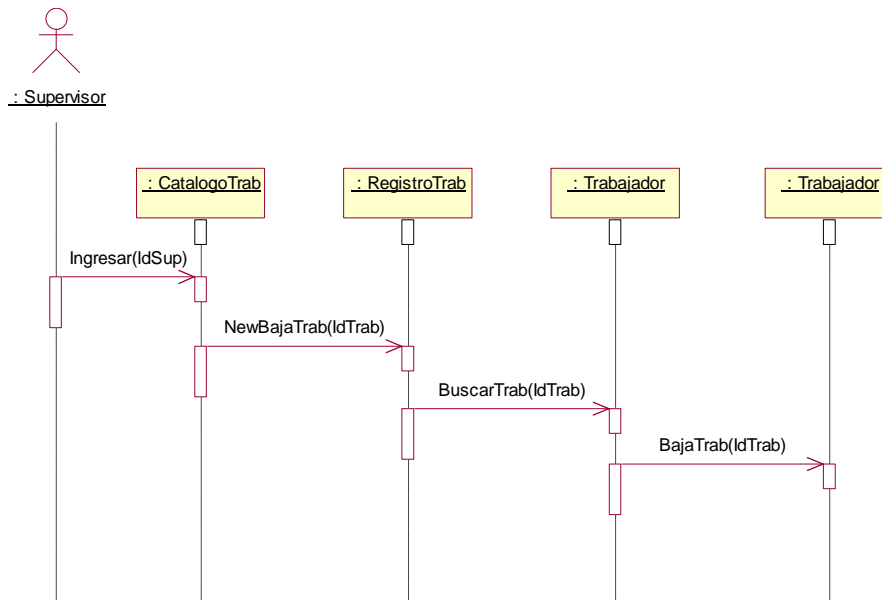 : Supervisor
: CatalogoTrab
: RegistroTrab
: Trabajador
: Trabajador
Ingresar(IdSup)
NewBajaTrab(IdTrab)
BuscarTrab(IdTrab)
BajaTrab(IdTrab)